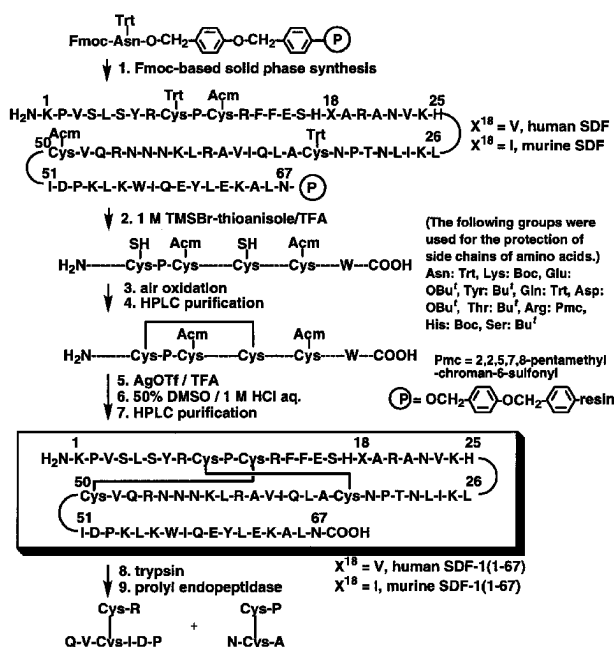 Trt
Fmoc-Asn-O-CH₂-O-CH₂-P
1. Fmoc-based solid phase synthesis
1 Trt Acm 18 25
H₂N-K-P-V-S-L-S-Y-R-Cys-P-Cys-R-F-F-E-S-H-X-A-R-A-N-V-K-H
50 Acm Trt 26
Cys-V-Q-R-N-N-N-K-L-R-A-V-I-Q-L-A-Cys-N-P-T-N-L-I-K-L
51 67
I-D-P-K-L-K-W-I-Q-E-Y-L-E-K-A-L-N- P
X¹⁸ = V, human SDF
X¹⁸ = I, murine SDF
2. 1 M TMSBr-thioanisole/TFA
SH Acm SH Acm
H₂N------Cys-P-Cys------Cys------Cys---W---COOH
3. air oxidation
4. HPLC purification
(The following groups were
used for the protection of
side chains of amino acids.)
Asn: Trt, Lys: Boc, Glu:
OBuᵗ, Tyr: Buᵗ, Gln: Trt, Asp:
OBuᵗ, Thr: Buᵗ, Arg: Pmc,
His: Boc, Ser: Buᵗ
Acm Acm
H₂N------Cys-P-Cys------Cys------Cys---W---COOH
5. AgOTf / TFA
6. 50% DMSO / 1 M HCl aq.
7. HPLC purification
Pmc = 2,2,5,7,8-pentamethyl
-chroman-6-sulfonyl
P = OCH₂-OCH₂-resin
1 18 25
H₂N-K-P-V-S-L-S-Y-R-Cys-P-Cys-R-F-F-E-S-H-X-A-R-A-N-V-K-H
50 26
Cys-V-Q-R-N-N-N-K-L-R-A-V-I-Q-L-A-Cys-N-P-T-N-L-I-K-L
51 67
I-D-P-K-L-K-W-I-Q-E-Y-L-E-K-A-L-N-COOH
8. trypsin
9. prolyl endopeptidase
X¹⁸ = V, human SDF-1(1-67)
X¹⁸ = I, murine SDF-1(1-67)
Cys-R Cys-P
+
Q-V-Cys-I-D-P N-Cys-A